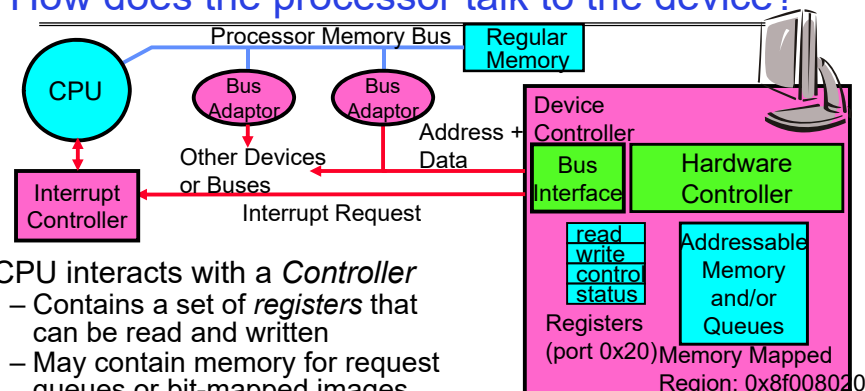 How does the processor talk to the device?
Processor Memory Bus
Regular
Memory
CPU
Bus
Adaptor
Bus
Adaptor
Other Devices
or Buses
Address +
Data
Interrupt
Controller
Interrupt Request
Device
Controller
Bus
Interface
Hardware
Controller
read
write
control
status
Registers
(port 0x20)
Addressable
Memory
and/or
Queues
Memory Mapped
Region: 0x8f008020
CPU interacts with a Controller
– Contains a set of registers that
can be read and written
– May contain memory for request
queues or bit-mapped images